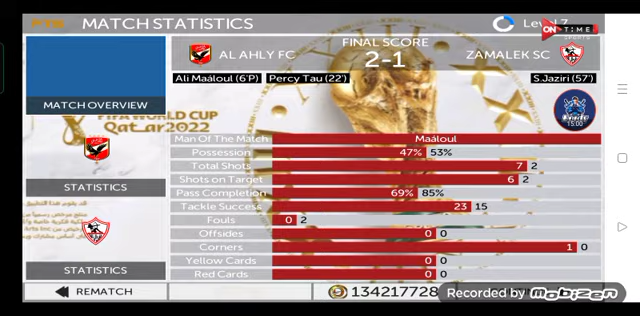 MATCH STATISTICS
Level 7
ON TIME
SPORTS
FINAL SCORE
AL AHLY FC 2-1 ZAMALEK SC
Ali Maáloul (6'P) Percy Tau (22') S.Jaziri (57')
MATCH OVERVIEW
15:00
FIFA WORLD CUP
Qatar2022
Man Of The Match Maáloul
Possession 47% 53%
Total Shots 7 2
Shots on Target 6 2
Pass Completion 69% 85%
Tackle Success 23 15
Fouls 0 2
Offsides 0 0
Corners 1 0
Yellow Cards 0 0
Red Cards 0 0
STATISTICS
STATISTICS
REMATCH
134217728
Recorded by mobizen